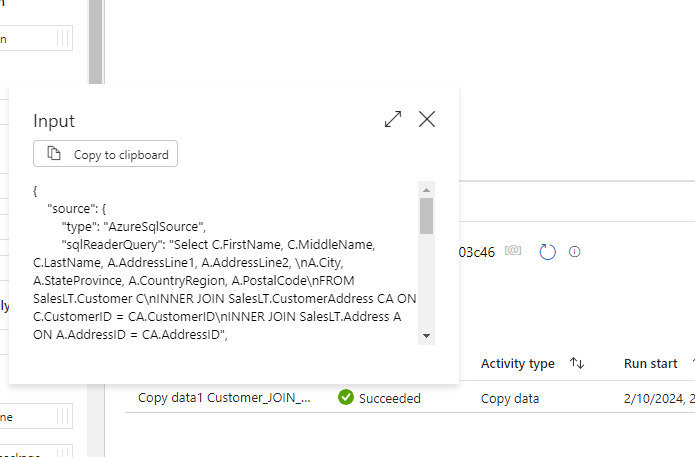 n
n
Input
Copy to clipboard
{
"source": {
"type": "AzureSqlSource",
"sqlReaderQuery": "Select C.FirstName, C.MiddleName,
C.LastName, A.AddressLine1, A.AddressLine2, \nA.City,
A.StateProvince, A.CountryRegion, A.PostalCode\nFROM
SalesLT.Customer C\nINNER JOIN SalesLT.CustomerAddress CA ON
C.CustomerID = CA.CustomerID\nINNER JOIN SalesLT.Address A
ON A.AddressID = CA.AddressID",
03c46 [@]
ly
Activity type Run start
Copy data1 Customer_JOIN_... Succeeded Copy data 2/10/2024, 2
ne
package